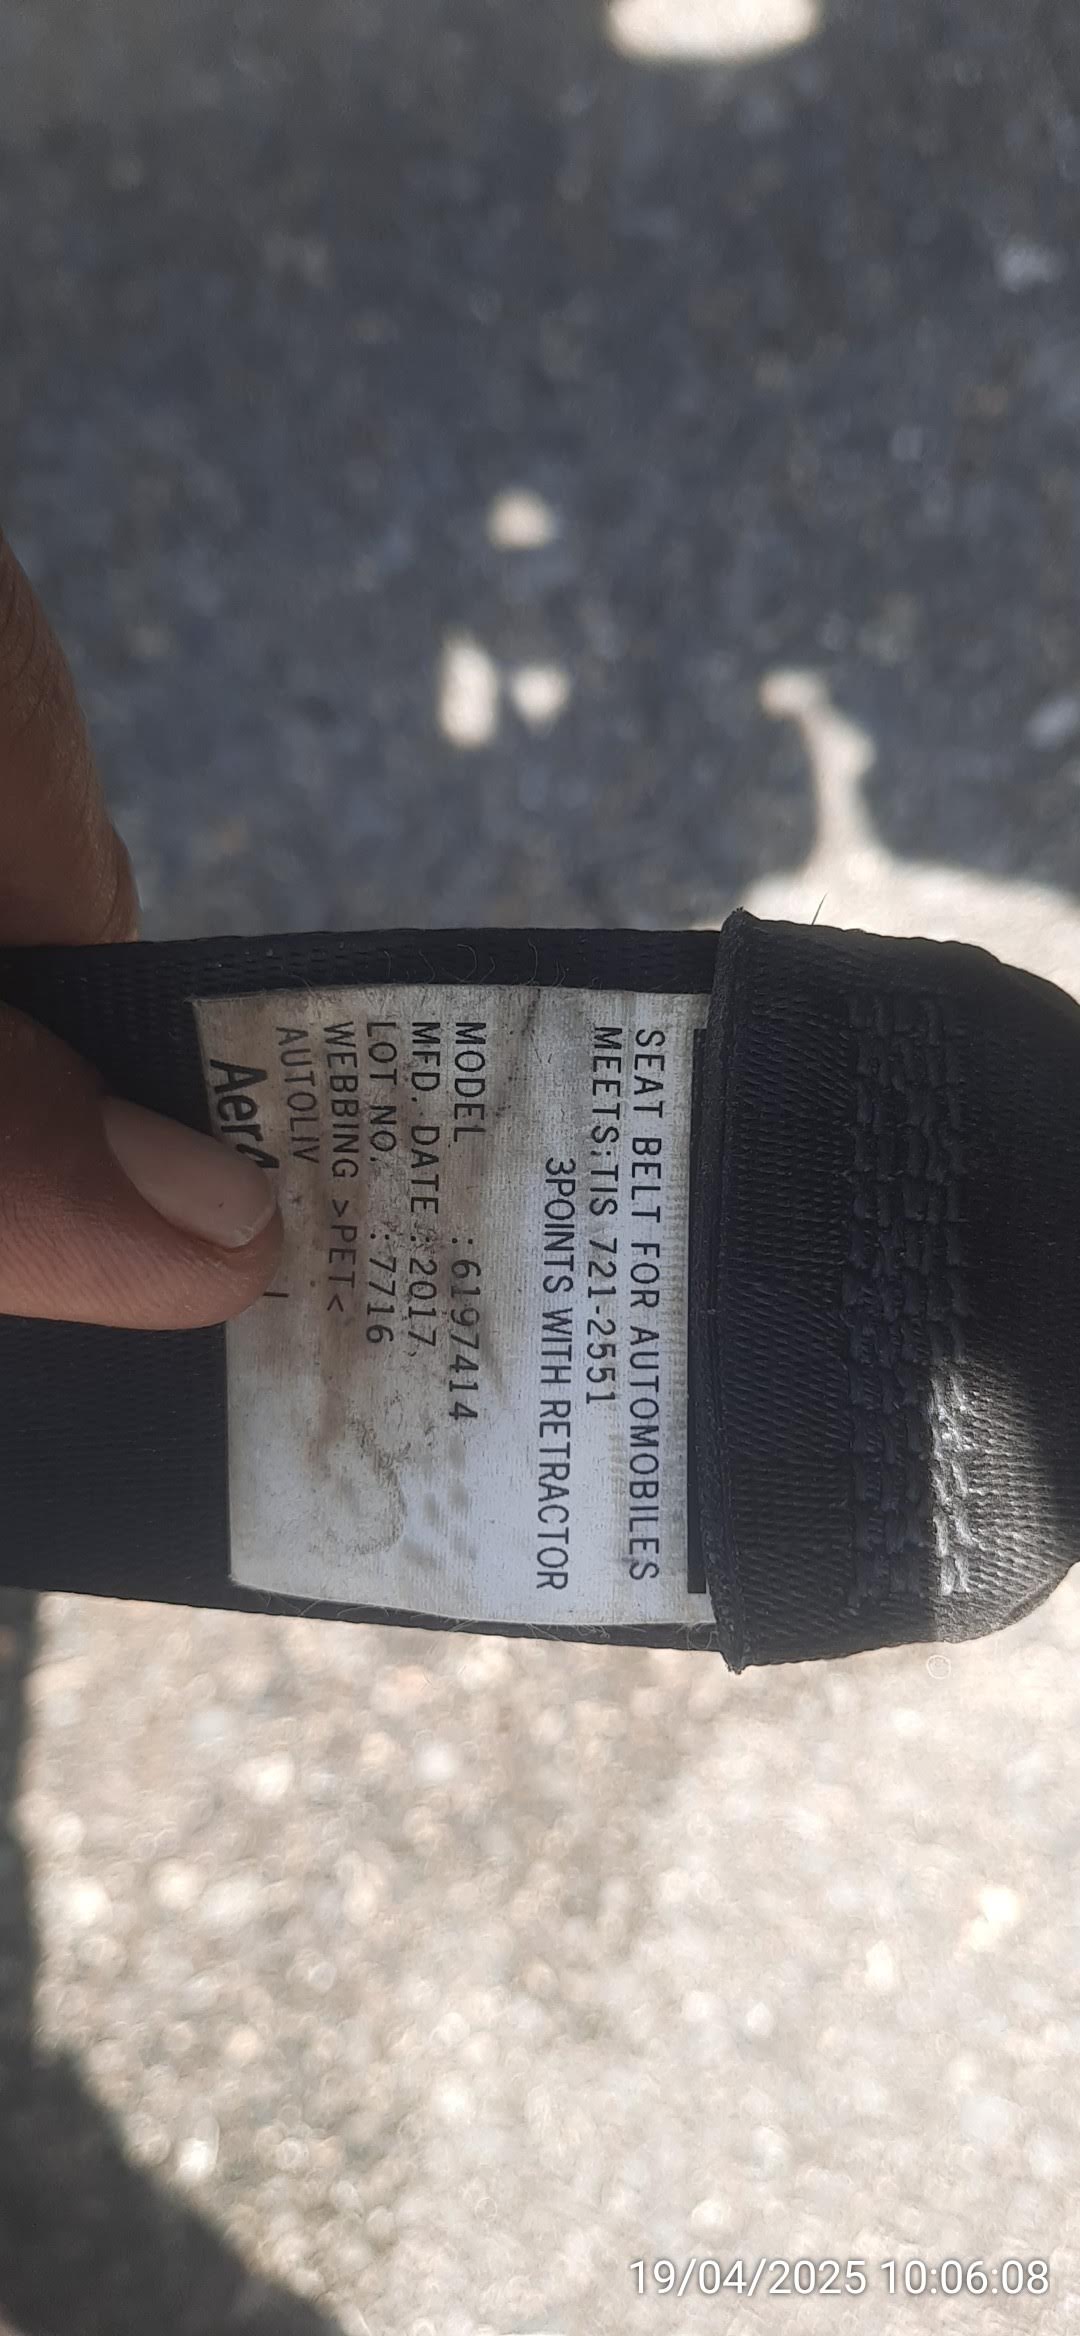 SEAT BELT FOR AUTOMOBILES
MEETS:TIS 721-2551
3POINTS WITH RETRACTOR
MODEL : 6197414
MFD. DATE : 2017
LOT NO. : 7716
WEBBING >PET<
AUTOLIV
19/04/2025 10:06:08